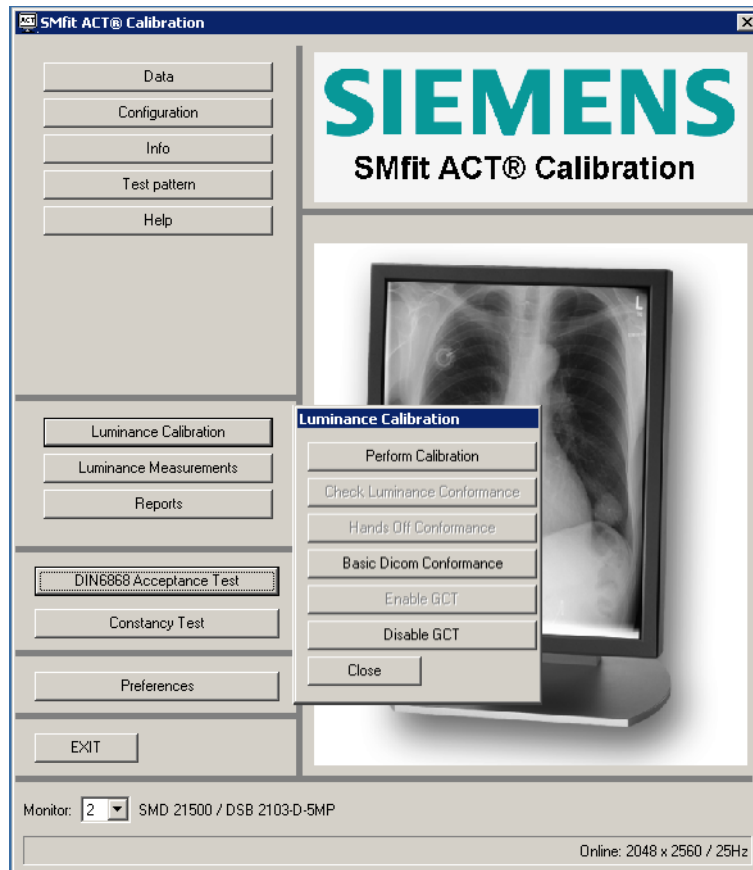 ACT SMfit ACT® Calibration
Data
Configuration
Info
Test pattern
Help
SIEMENS
SMfit ACT® Calibration
L
Luminance Calibration
Luminance Measurements
Reports
Luminance Calibration
Perform Calibration
Check Luminance Conformance
Hands Off Conformance
Basic Dicom Conformance
Enable GCT
Disable GCT
Close
DIN6868 Acceptance Test
Constancy Test
Preferences
EXIT
Monitor: 2 SMD 21500 / DSB 2103-D-5MP
Online: 2048 x 2560 / 25Hz